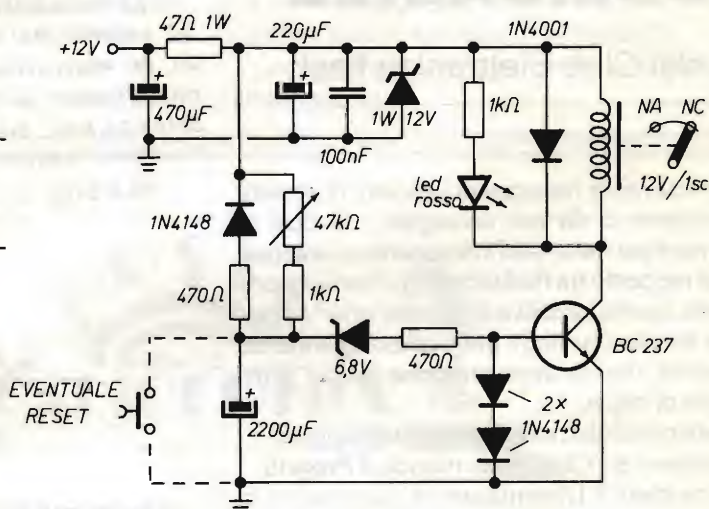 47Ω 1W
220µF
1N4001
+12V
+
470µF
+
1W
12V
100nF
1kΩ
led
rosso
NA
NC
12V/1sc
1N4148
47kΩ
470Ω
1kΩ
6,8V
470Ω
BC 237
EVENTUALE
RESET
+
2200µF
2×
1N4148